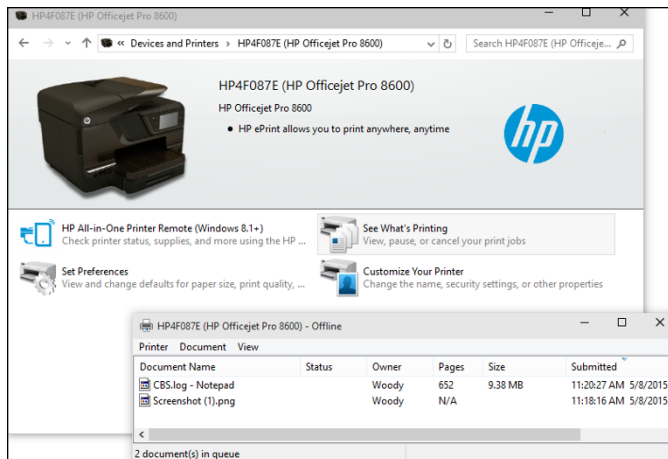 HP4F087E (HP Officejet Pro 8600)
« Devices and Printers › HP4F087E (HP Officejet Pro 8600)
Search HP4F087E (HP Officeje...
HP4F087E (HP Officejet Pro 8600)
HP Officejet Pro 8600
• HP ePrint allows you to print anywhere, anytime
hp
HP All-in-One Printer Remote (Windows 8.1+)
Check printer status, supplies, and more using the HP ...
See What's Printing
View, pause, or cancel your print jobs
Set Preferences
View and change defaults for paper size, print quality, ...
Customize Your Printer
Change the name, security settings, or other properties
HP4F087E (HP Officejet Pro 8600) - Offline
Printer Document View
Document Name Status Owner Pages Size Submitted
CBS.log - Notepad Woody 652 9.38 MB 11:20:27 AM 5/8/2015
Screenshot (1).png Woody N/A 11:18:16 AM 5/8/2015
2 document(s) in queue